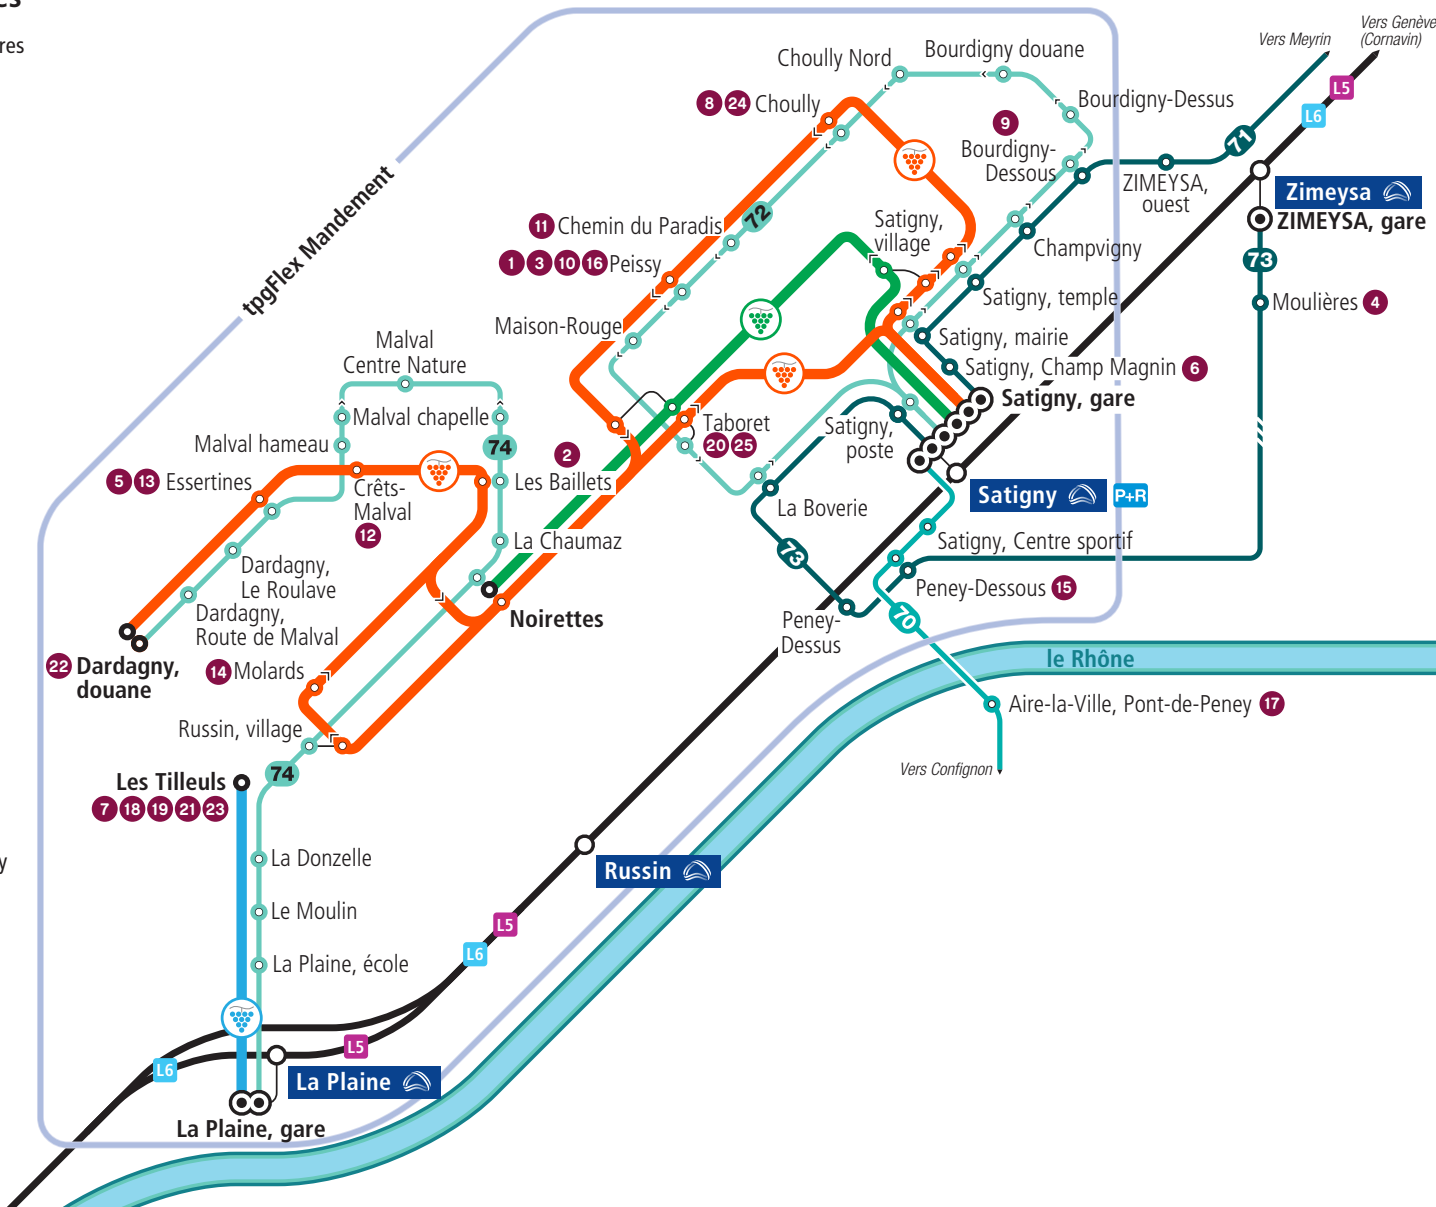 es
res
y
Vers Genève
(Cornavin)
Vers Meyrin
L5
L6
Choully Nord
Bourdigny douane
8 24 Choully
Bourdigny-Dessus
9
Bourdigny-
Dessous
71
ZIMEYSA,
ouest
Zimeysa
ZIMEYSA, gare
tpgFlex Mandement
11 Chemin du Paradis
72
Satigny,
village
Champvigny
1 3 10 16 Peissy
73
Satigny, temple
Moulières 4
Maison-Rouge
Satigny, mairie
Malval
Centre Nature
Satigny, Champ Magnin 6
Satigny, gare
Malval chapelle
Malval hameau
74
Taboret
20 25
Satigny,
poste
2
5 13 Essertines
Crêts-
Malval
12
Les Baillets
Satigny
P+R
La Boverie
La Chaumaz
Satigny, Centre sportif
73
Dardagny,
Le Roulave
Peney-Dessous 15
Dardagny,
Route de Malval
Noirettes
70
Peney-
Dessus
22 Dardagny,
douane
14 Molards
le Rhône
Aire-la-Ville, Pont-de-Peney 17
Russin, village
Vers Confignon
74
Les Tilleuls
7 18 19 21 23
La Donzelle
Russin
Le Moulin
L5
L6
La Plaine, école
L5
L6
La Plaine
La Plaine, gare